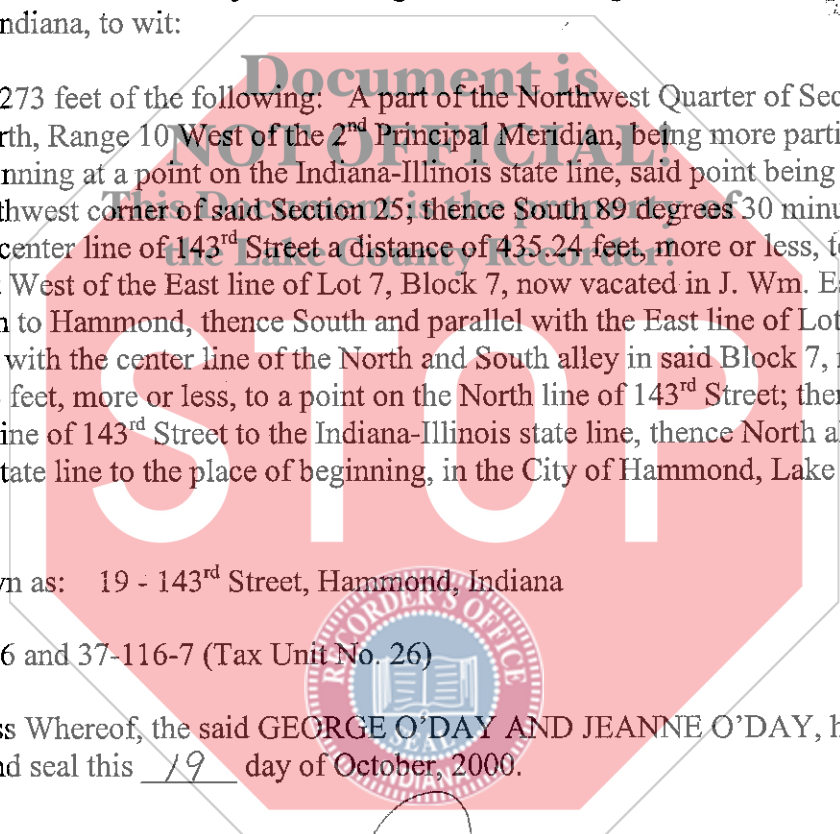 ndiana, to wit:
Document is
273 feet of the following: A part of the Northwest Quarter of Sec
NOT OFFICIAL!
rth, Range 10 West of the 2nd Principal Meridian, being more parti
nning at a point on the Indiana-Illinois state line, said point being
This Document is the property of
thwest corner of said Section 25; thence South 89 degrees 30 minu
the Lake County Recorder!
center line of 143rd Street a distance of 435.24 feet, more or less, t
West of the East line of Lot 7, Block 7, now vacated in J. Wm. E
n to Hammond, thence South and parallel with the East line of Lot
with the center line of the North and South alley in said Block 7,
feet, more or less, to a point on the North line of 143rd Street; the
ine of 143rd Street to the Indiana-Illinois state line, thence North a
tate line to the place of beginning, in the City of Hammond, Lake
STOP
n as: 19 - 143rd Street, Hammond, Indiana
RECORDER'S OFFICE
6 and 37-116-7 (Tax Unit No. 26)
ss Whereof, the said GEORGE O'DAY AND JEANNE O'DAY, h
nd seal this 19 day of October, 2000.
SEAL
INDIANA